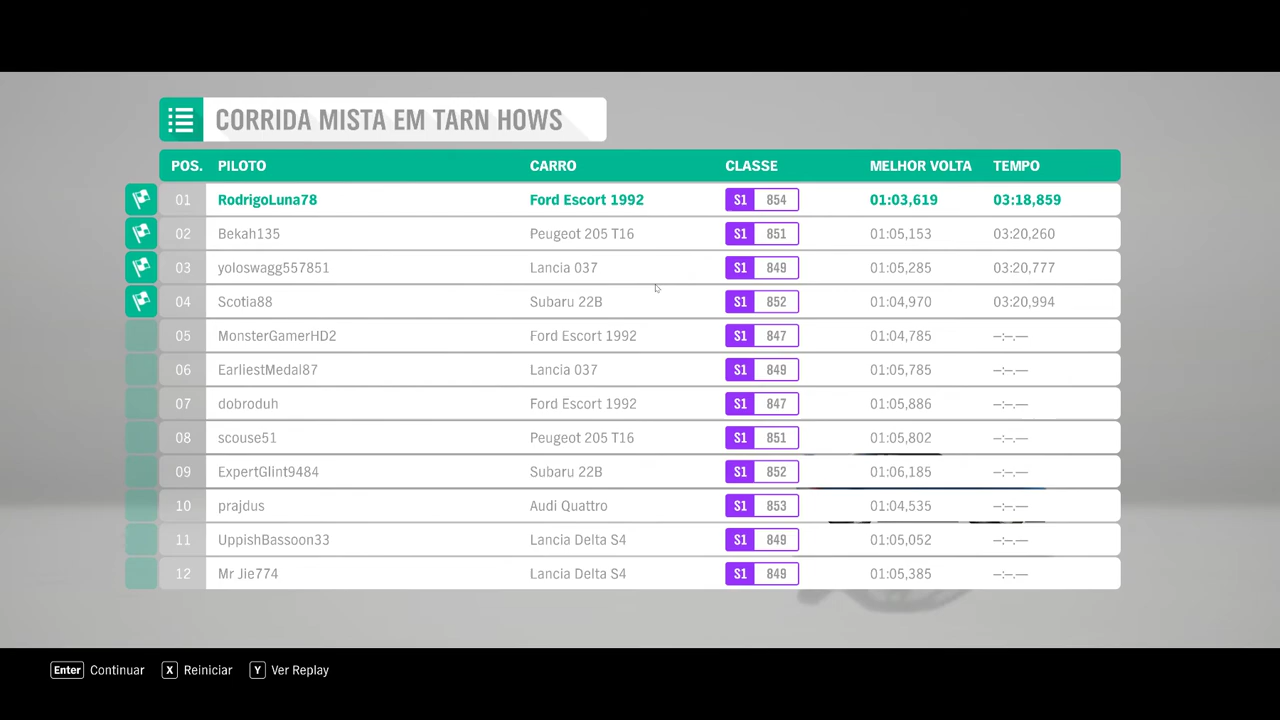 CORRIDA MISTA EM TARN HOWS
POS. PILOTO CARRO CLASSE MELHOR VOLTA TEMPO
01 RodrigoLuna78 Ford Escort 1992 S1 854 01:03,619 03:18,859
02 Bekah135 Peugeot 205 T16 S1 851 01:05,153 03:20,260
03 yoloswagg557851 Lancia 037 S1 849 01:05,285 03:20,777
04 Scotia88 Subaru 22B S1 852 01:04,970 03:20,994
05 MonsterGamerHD2 Ford Escort 1992 S1 847 01:04,785 --:--.---
06 EarliestMedal87 Lancia 037 S1 849 01:05,785 --:--.---
07 dobroduh Ford Escort 1992 S1 847 01:05,886 --:--.---
08 scouse51 Peugeot 205 T16 S1 851 01:05,802 --:--.---
09 ExpertGlint9484 Subaru 22B S1 852 01:06,185 --:--.---
10 prajdus Audi Quattro S1 853 01:04,535 --:--.---
11 UppishBassoon33 Lancia Delta S4 S1 849 01:05,052 --:--.---
12 Mr Jie774 Lancia Delta S4 S1 849 01:05,385 --:--.---
Enter Continuar X Reiniciar Y Ver Replay